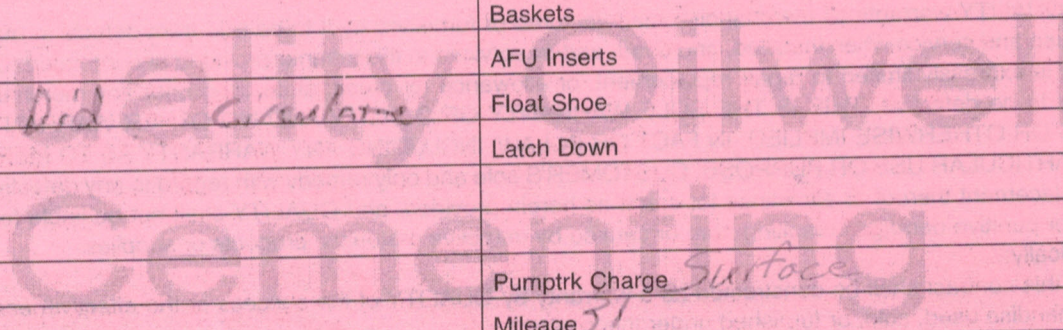 Baskets
AFU Inserts
Did Circulate Float Shoe
Latch Down
uality Oilwel
Cementing
Pumptrk Charge Surface
Mileage 31